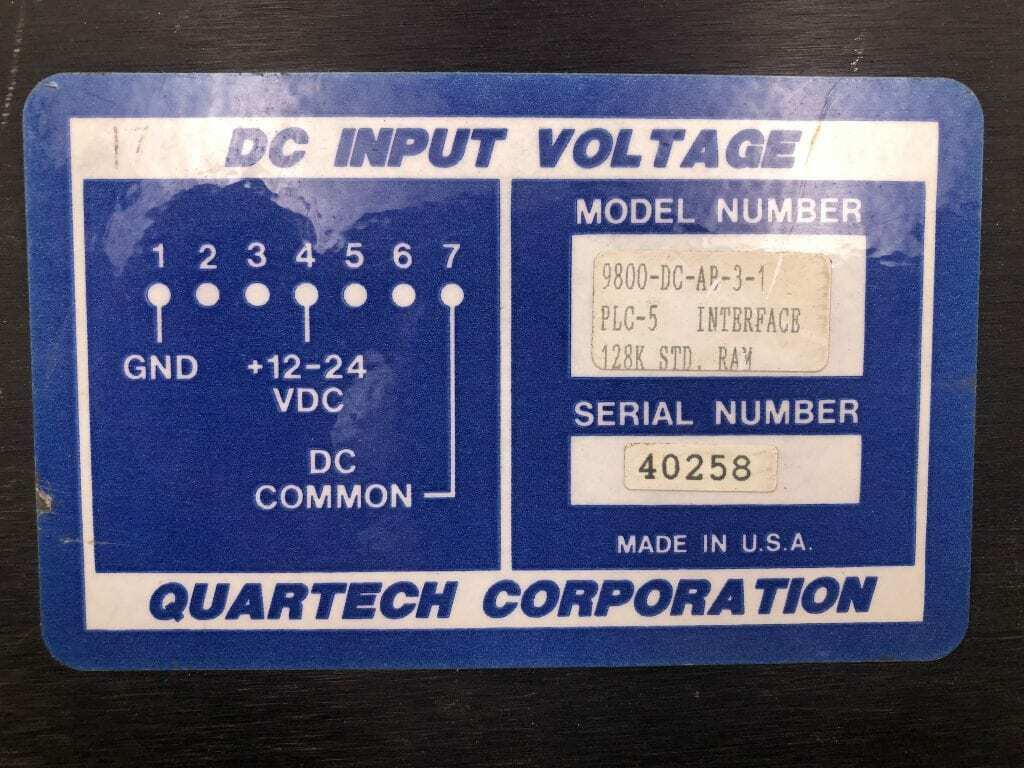 17
DC INPUT VOLTAGE
1 2 3 4 5 6 7
GND
+12-24
VDC
DC
COMMON
MODEL NUMBER
9800-DC-AB-3-1
PLC-5 INTERFACE
128K STD. RAM
SERIAL NUMBER
40258
MADE IN U.S.A.
QUARTECH CORPORATION